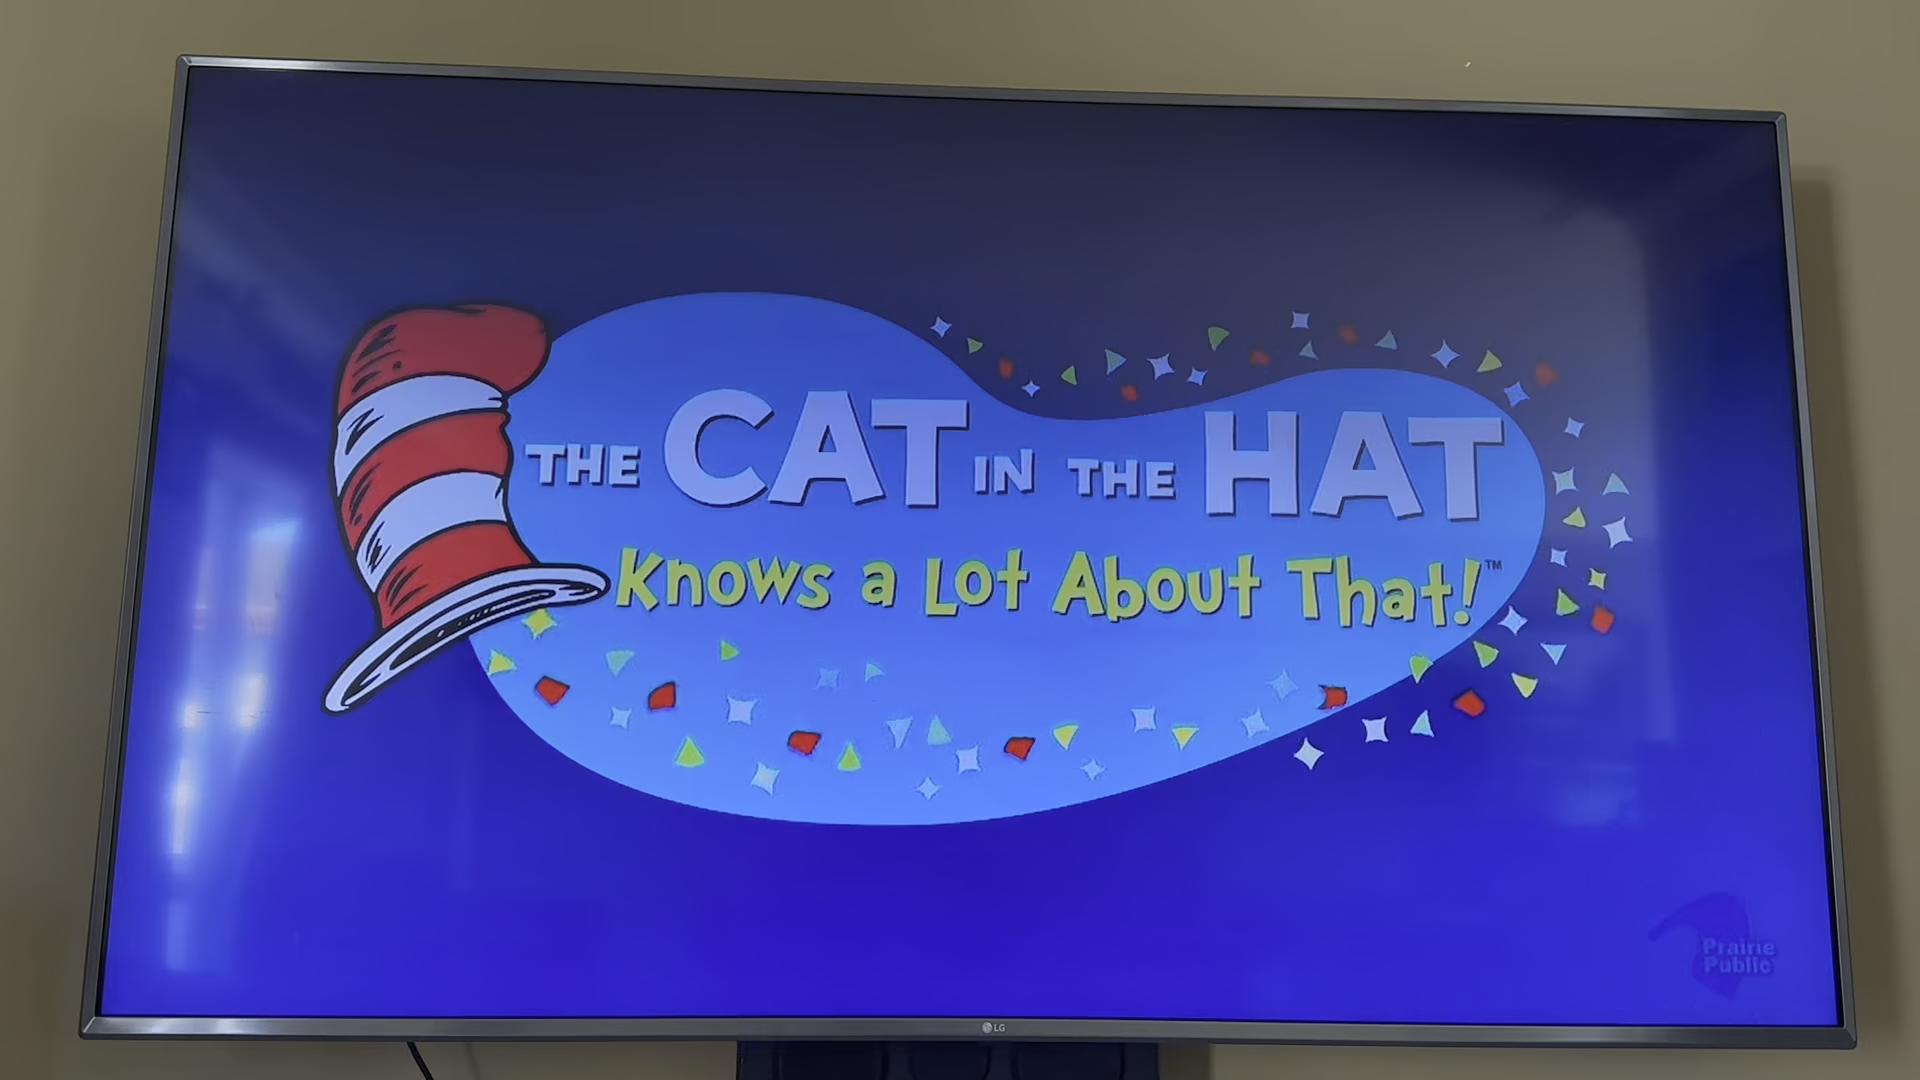 THE CAT IN THE HAT
Knows a Lot About That!™
Prairie
Public
LG